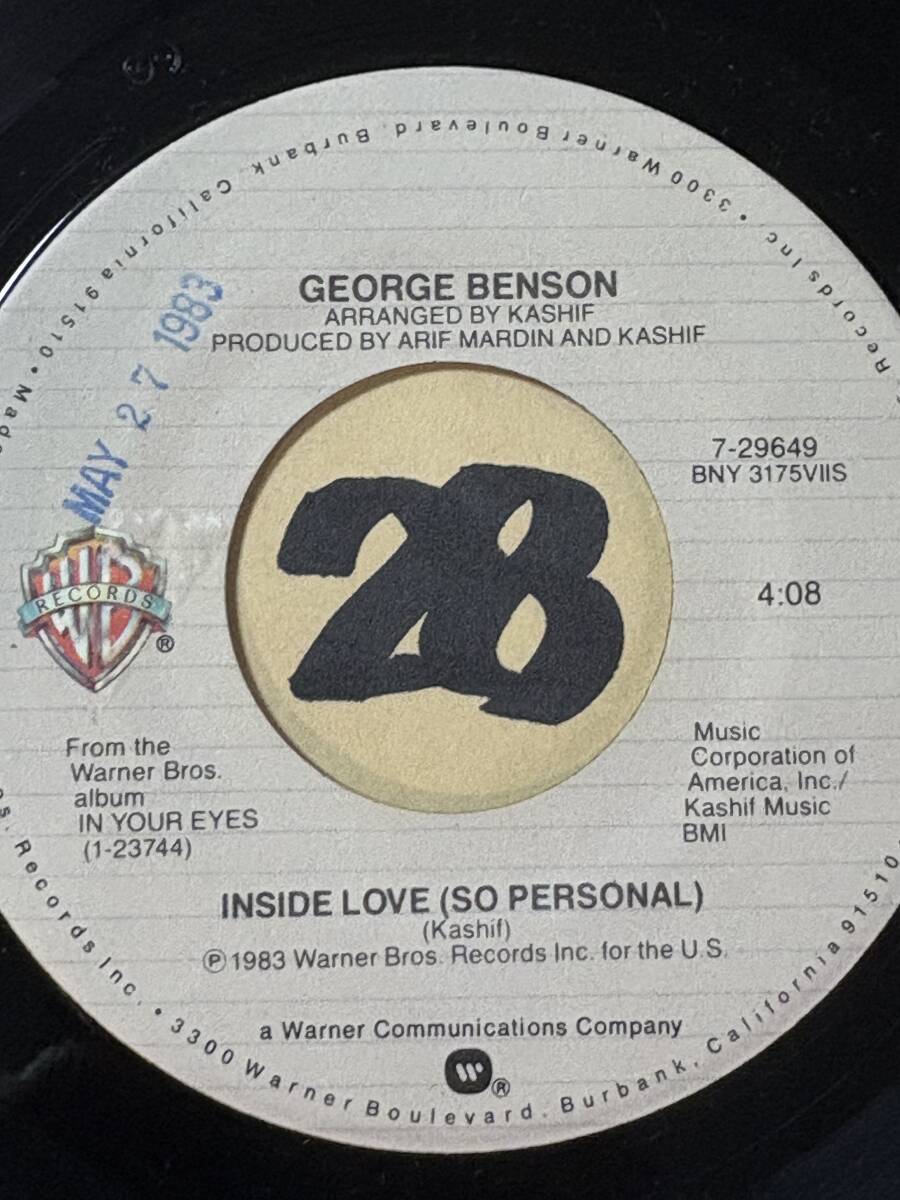 Records Inc. • 3300 Warner Boulevard. Burbank, California 91510 • Made
MAY 27 1983
GEORGE BENSON
ARRANGED BY KASHIF
PRODUCED BY ARIF MARDIN AND KASHIF
7-29649
BNY 3175VIIS
28
WB
RECORDS
®
4:08
From the
Warner Bros.
album
IN YOUR EYES
(1-23744)
Music
Corporation of
America, Inc./
Kashif Music
BMI
INSIDE LOVE (SO PERSONAL)
(Kashif)
℗ 1983 Warner Bros. Records Inc. for the U.S.
a Warner Communications Company
®
Records Inc. • 3300 Warner Boulevard. Burbank, California 91510